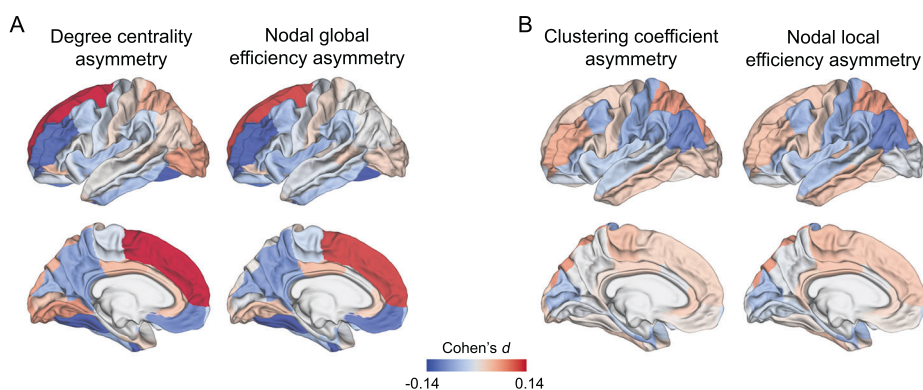 A
Degree centrality
asymmetry
Nodal global
efficiency asymmetry
B
Clustering coefficient
asymmetry
Nodal local
efficiency asymmetry
Cohen's d
-0.14
0.14